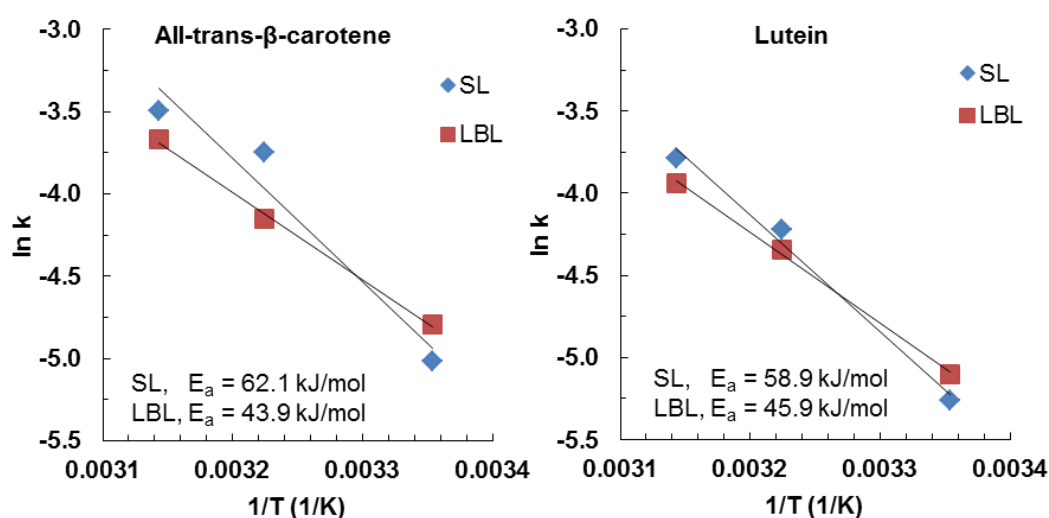 All-trans-β-carotene
SL
LBL
-3.0
-3.5
-4.0
-4.5
-5.0
-5.5
ln k
SL, Ea = 62.1 kJ/mol
LBL, Ea = 43.9 kJ/mol
0.0031 0.0032 0.0033 0.0034
1/T (1/K)
Lutein
SL
LBL
-3.0
-3.5
-4.0
-4.5
-5.0
-5.5
ln k
SL, Ea = 58.9 kJ/mol
LBL, Ea = 45.9 kJ/mol
0.0031 0.0032 0.0033 0.0034
1/T (1/K)